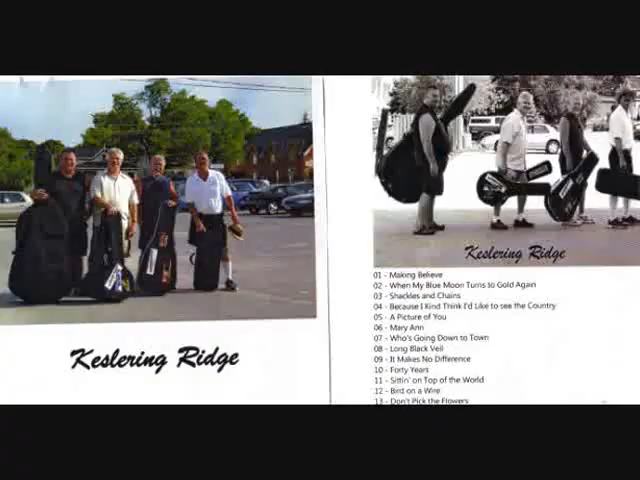 Keslering Ridge
Keslering Ridge
01 - Making Believe
02 - When My Blue Moon Turns to Gold Again
03 - Shackles and Chains
04 - Because I Kind Think I'd Like to see the Country
05 - A Picture of You
06 - Mary Ann
07 - Who's Going Down to Town
08 - Long Black Veil
09 - It Makes No Difference
10 - Forty Years
11 - Sittin' on Top of the World
12 - Bird on a Wire
13 - Don't Pick the Flowers